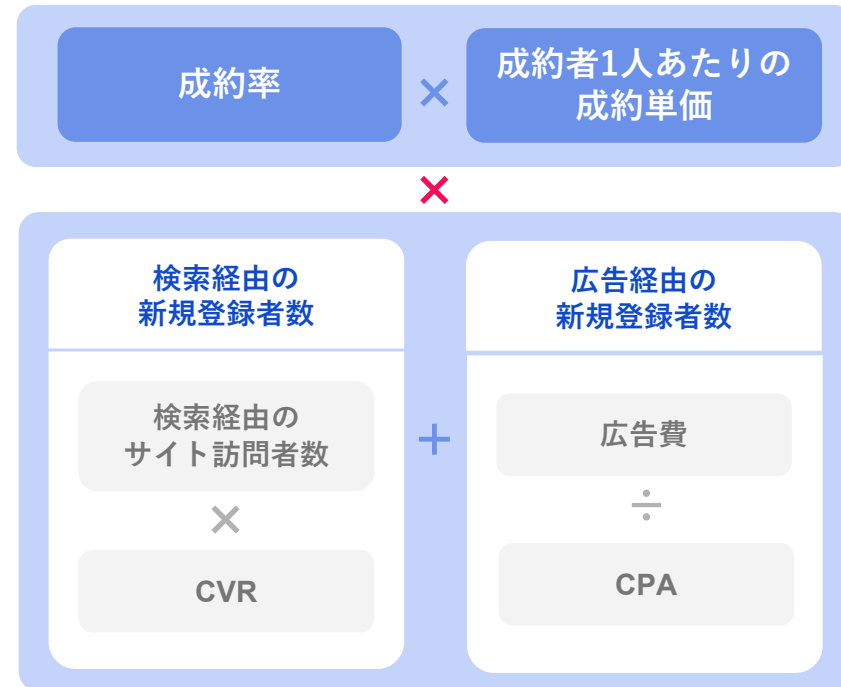 成約率
×
成約者1人あたりの
成約単価
×
検索経由の
新規登録者数
検索経由の
サイト訪問者数
×
CVR
+
広告経由の
新規登録者数
広告費
÷
CPA